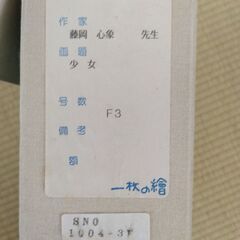 作家
藤岡 心象 先生
画題
少女
号数
F3
備考
額
一枚の繪
SNO
1004-3F